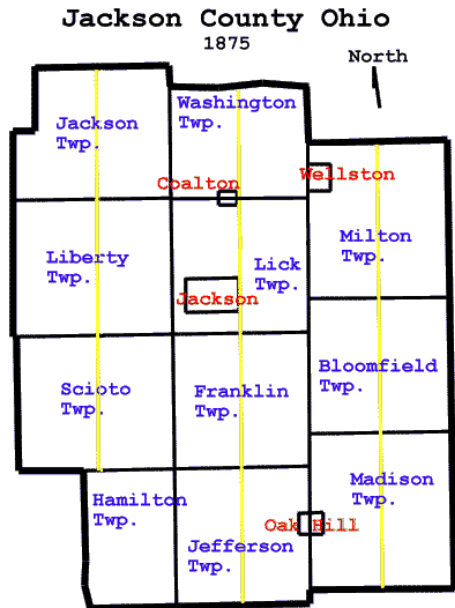 Jackson County Ohio
1875
North
Washington
Twp.
Jackson
Twp.
Coalton
Wellston
Milton
Twp.
Liberty
Twp.
Lick
Twp.
Jackson
Bloomfield
Twp.
Scioto
Twp.
Franklin
Twp.
Madison
Twp.
Hamilton
Twp.
Oak Hill
Jefferson
Twp.